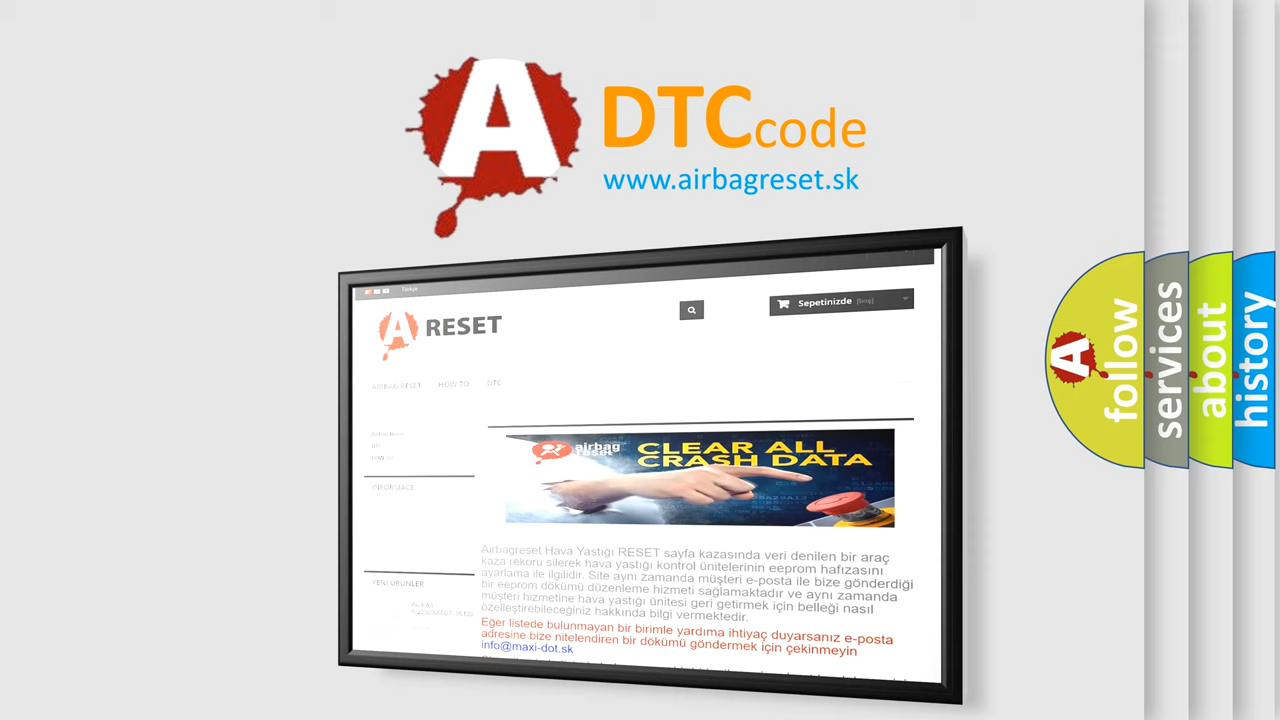 A DTCcode
www.airbagreset.sk
Türkçe
A RESET
Sepetinizde [boş]
AIRBAG RESET HOW TO DTC
INFORMACE
YENI ÜRÜNLER
airbag
reset
CLEAR ALL
CRASH DATA
Airbagreset Hava Yastığı RESET sayfa kazasında veri denilen bir araç
kaza rekoru silerek hava yastığı kontrol ünitelerinin eeprom hafızasını
ayarlama ile ilgilidir. Site aynı zamanda müşteri e-posta ile bize gönderdiği
bir eeprom dökümü düzenleme hizmeti sağlamaktadır ve aynı zamanda
müşteri hizmetine hava yastığı ünitesi geri getirmek için belleği nasıl
özelleştirebileceginiz hakkında bilgi vermektedir.
Eger listede bulunmayan bir birimle yardıma ihtiyaç duyarsanız e-posta
adresine bize nitelendiren bir dökümü göndermek için çekinmeyin
info@maxi-dot.sk
A
follow
services
about
history